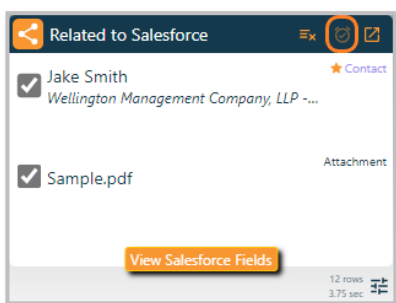 Related to Salesforce
Jake Smith
Contact
Wellington Management Company, LLP -...
Attachment
Sample.pdf
View Salesforce Fields
12 rows
3.75 sec